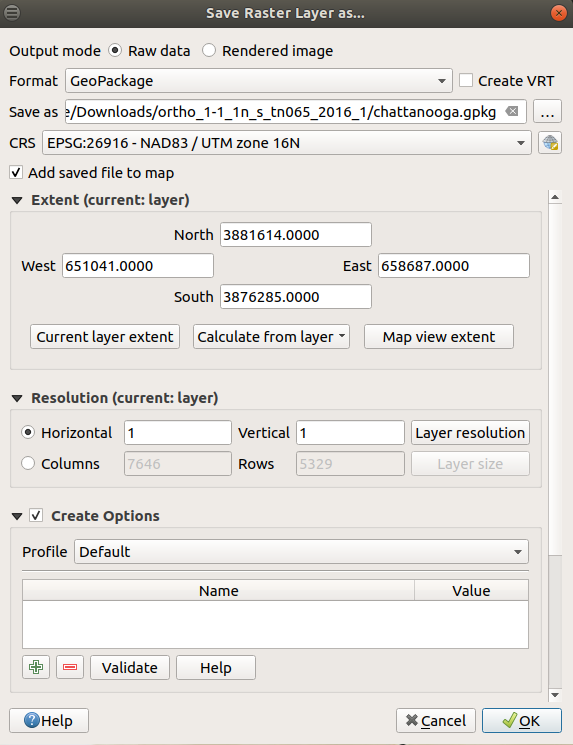 Save Raster Layer as...
Output mode Raw data Rendered image
Format GeoPackage Create VRT
Save as e/Downloads/ortho_1-1_1n_s_tn065_2016_1/chattanooga.gpkg ...
CRS EPSG:26916 - NAD83 / UTM zone 16N
Add saved file to map
Extent (current: layer)
North 3881614.0000
West 651041.0000 East 658687.0000
South 3876285.0000
Current layer extent Calculate from layer Map view extent
Resolution (current: layer)
Horizontal 1 Vertical 1 Layer resolution
Columns 7646 Rows 5329 Layer size
Create Options
Profile Default
Name Value
Validate Help
Help Cancel OK